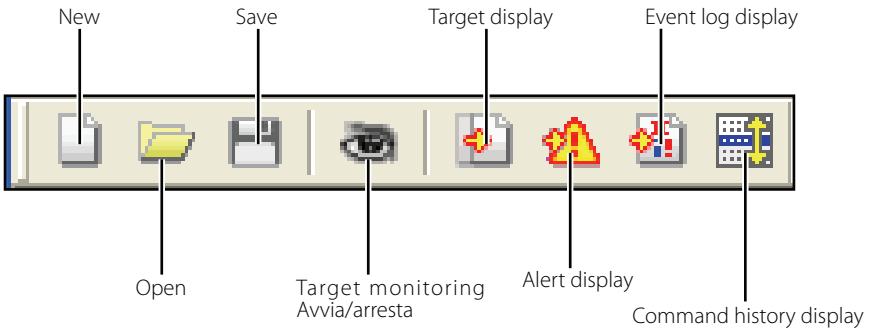 New
Save
Target display
Event log display
Open
Target monitoring
Avvia/arresta
Alert display
Command history display